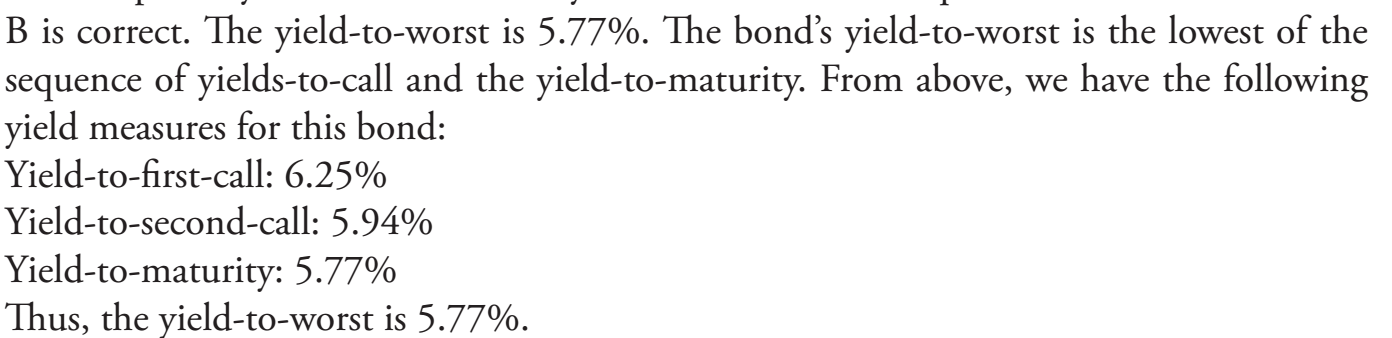 B is correct. The yield-to-worst is 5.77%. The bond’s yield-to-worst is the lowest of the
sequence of yields-to-call and the yield-to-maturity. From above, we have the following
yield measures for this bond:
Yield-to-first-call: 6.25%
Yield-to-second-call: 5.94%
Yield-to-maturity: 5.77%
Thus, the yield-to-worst is 5.77%.